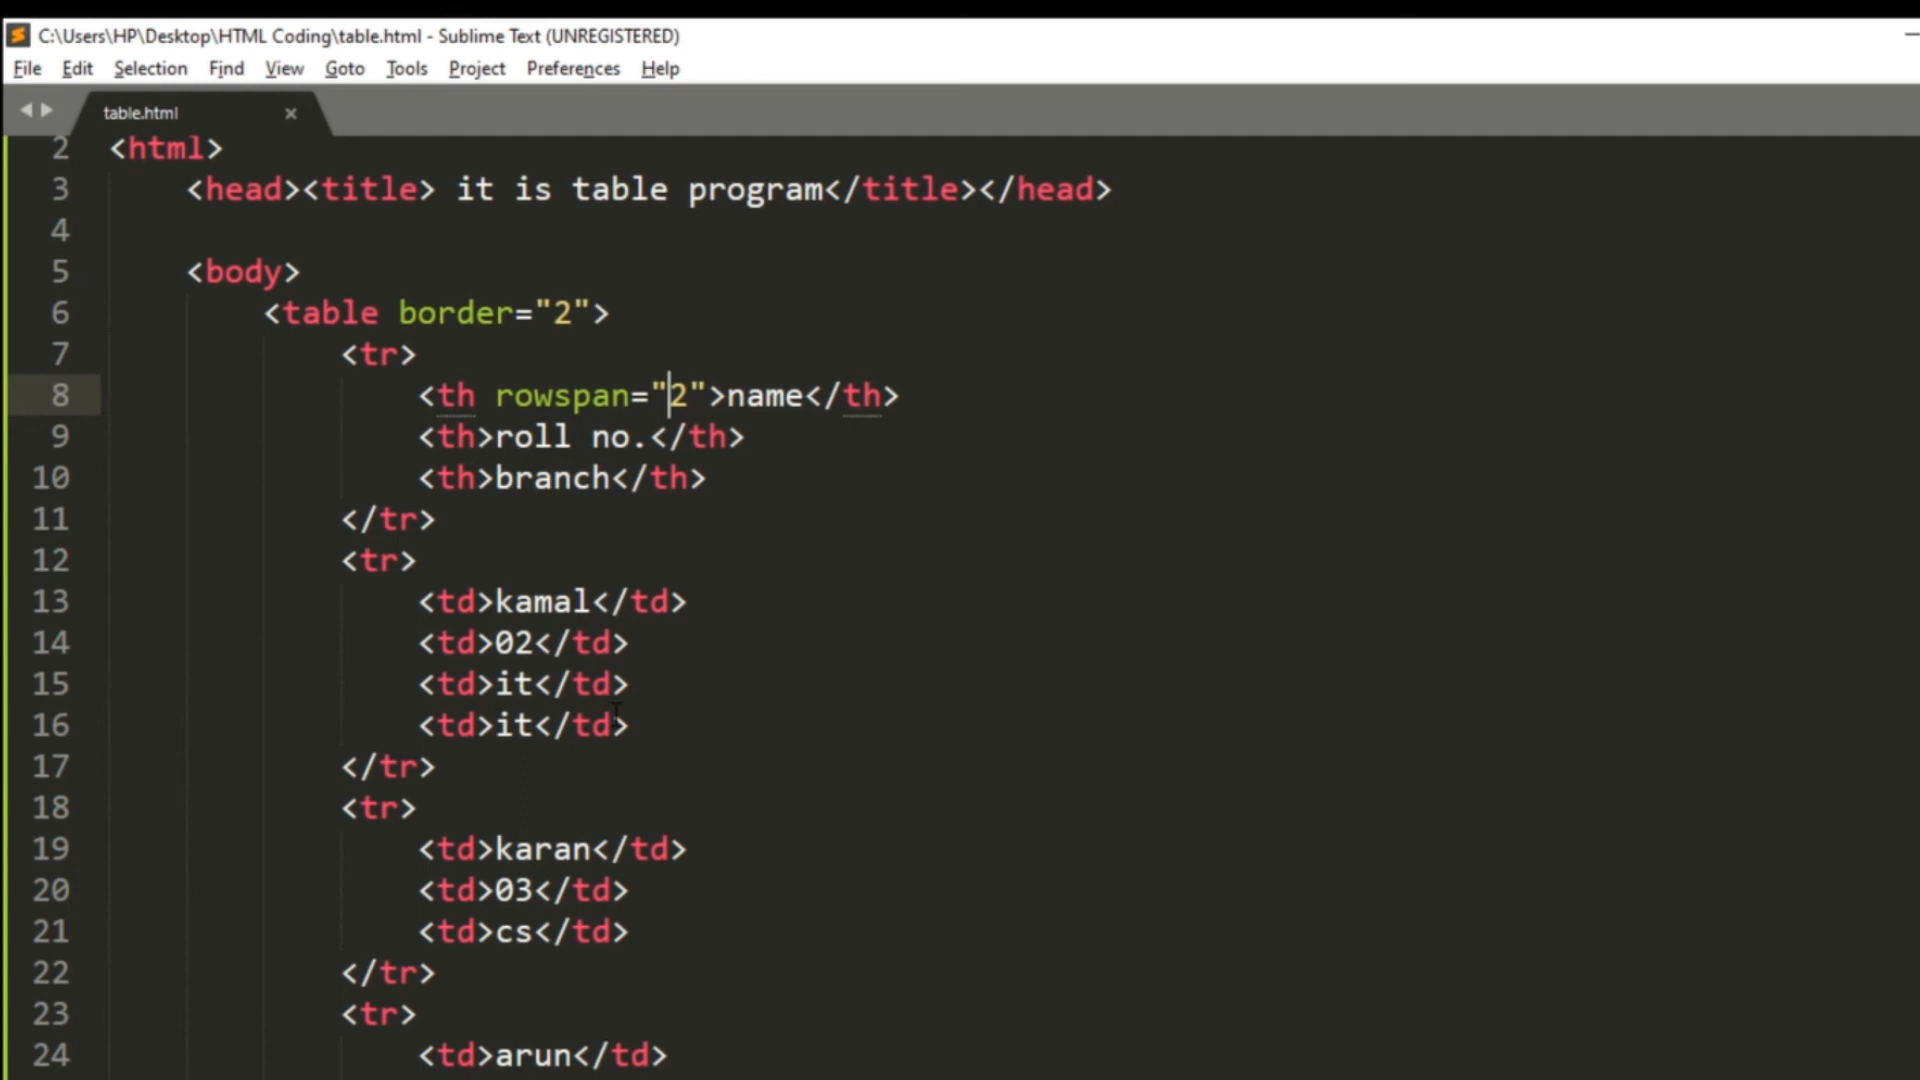 C:\Users\HP\Desktop\HTML Coding\table.html - Sublime Text (UNREGISTERED)
File Edit Selection Find View Goto Tools Project Preferences Help
table.html
2 <html>
3 <head><title> it is table program</title></head>
4
5 <body>
6 <table border="2">
7 <tr>
8 <th rowspan="2">name</th>
9 <th>roll no.</th>
10 <th>branch</th>
11 </tr>
12 <tr>
13 <td>kamal</td>
14 <td>02</td>
15 <td>it</td>
16 <td>it</td>
17 </tr>
18 <tr>
19 <td>karan</td>
20 <td>03</td>
21 <td>cs</td>
22 </tr>
23 <tr>
24 <td>arun</td>